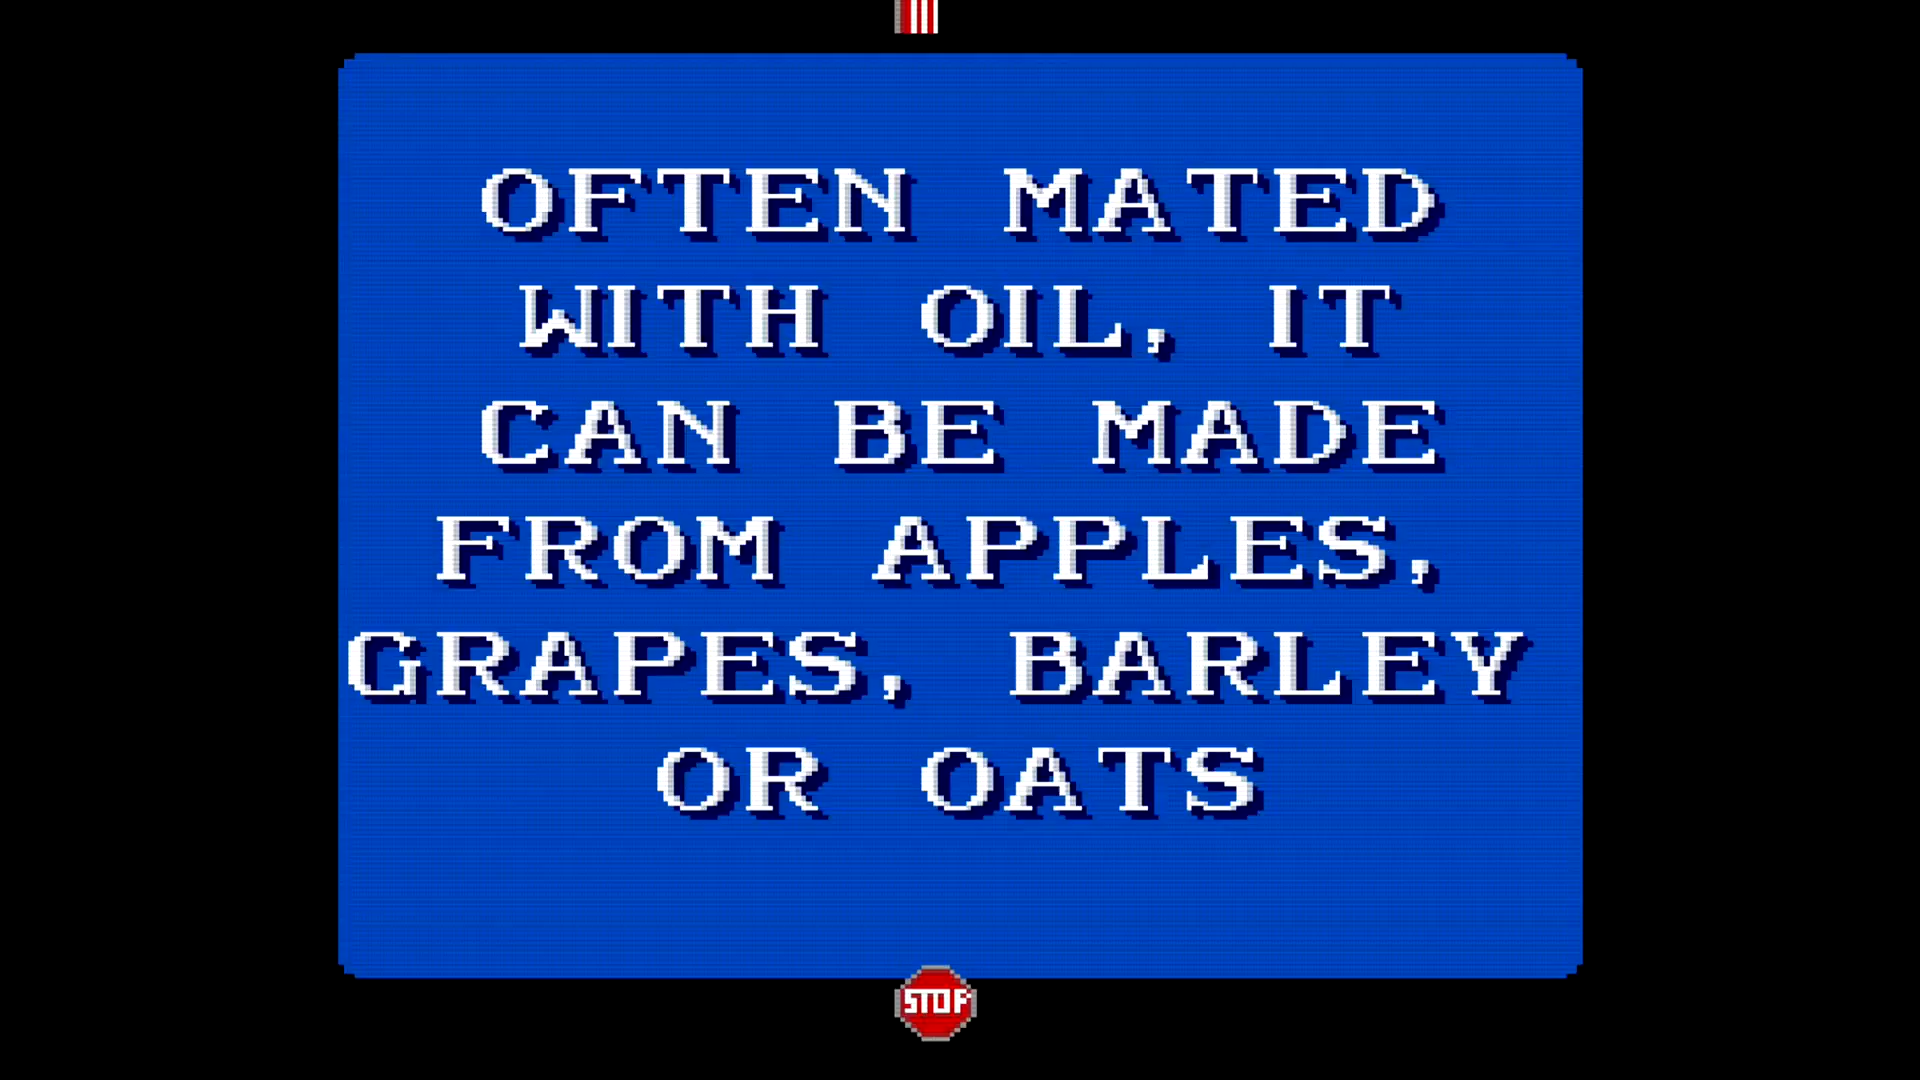 OFTEN MATED
WITH OIL, IT
CAN BE MADE
FROM APPLES,
GRAPES, BARLEY
OR OATS
STOP